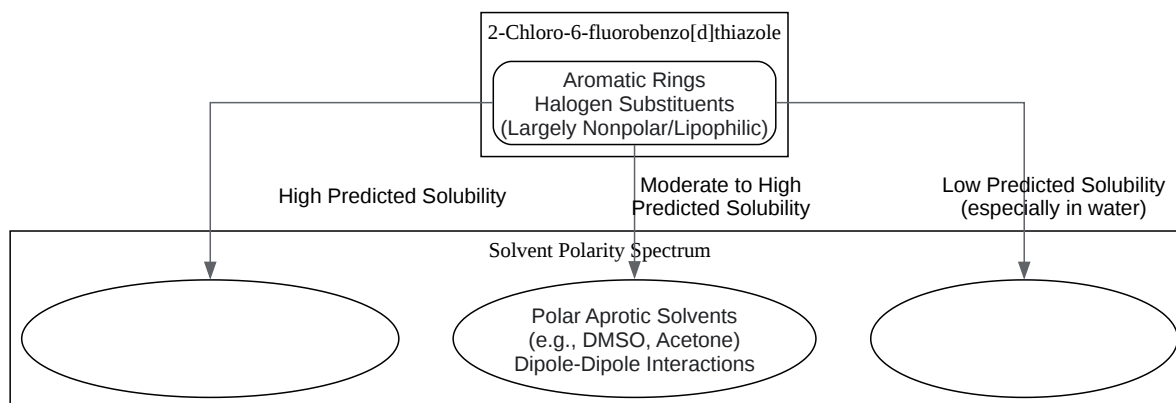 2-Chloro-6-fluorobenzo[d]thiazole
Aromatic Rings
Halogen Substituents
(Largely Nonpolar/Lipophilic)
High Predicted Solubility
Moderate to High
Predicted Solubility
Low Predicted Solubility
(especially in water)
Solvent Polarity Spectrum
Polar Aprotic Solvents
(e.g., DMSO, Acetone)
Dipole-Dipole Interactions